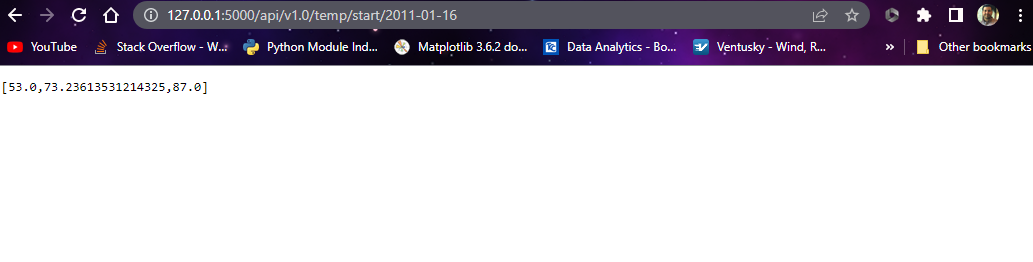 127.0.0.1:5000/api/v1.0/temp/start/2011-01-16
YouTube Stack Overflow - W... Python Module Ind... Matplotlib 3.6.2 do... Data Analytics - Bo... Ventusky - Wind, R... » Other bookmarks
[53.0,73.23613531214325,87.0]